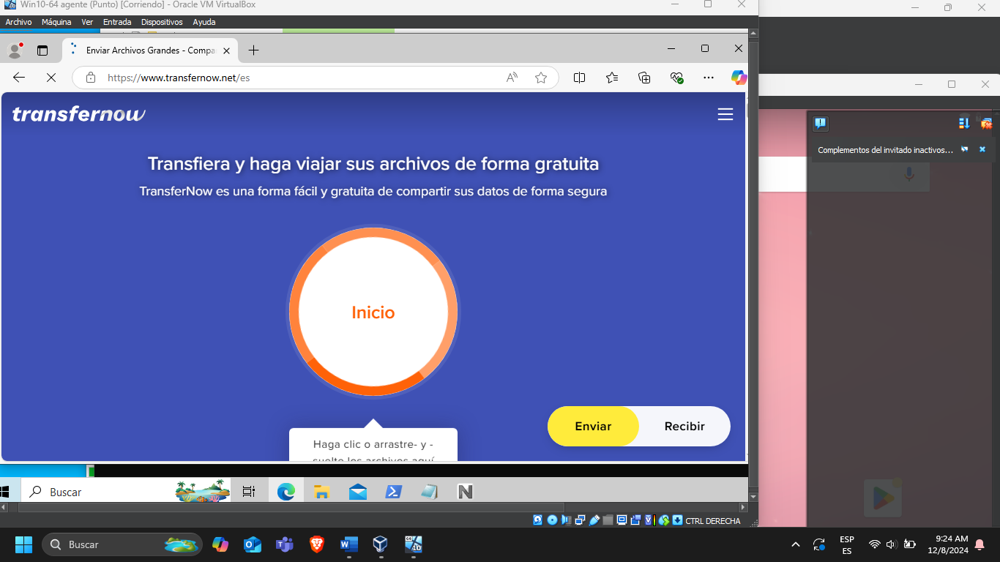 Win10-64 agente (Punto) [Corriendo] - Oracle VM VirtualBox
Archivo Máquina Ver Entrada Dispositivos Ayuda
Enviar Archivos Grandes - Compa
https://www.transfernow.net/es
transfernow
Transfiera y haga viajar sus archivos de forma gratuita
TransferNow es una forma fácil y gratuita de compartir sus datos de forma segura
Inicio
Haga clic o arrastre- y -
suelte los archivos aquí
Enviar Recibir
Complementos del invitado inactivos...
Buscar
CTRL DERECHA
Buscar
ESP
ES
9:24 AM
12/8/2024